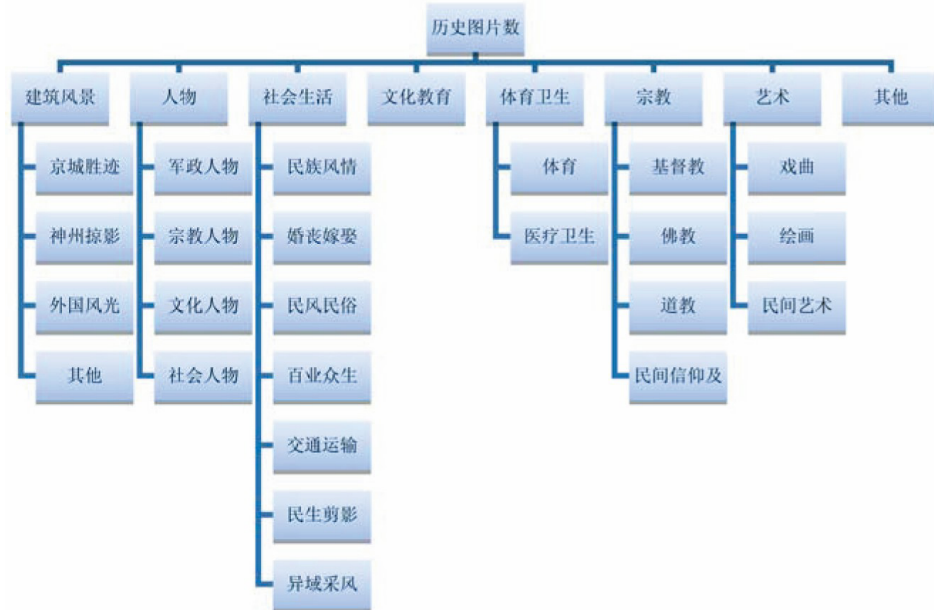 历史图片数
建筑风景
人物
社会生活
文化教育
体育卫生
宗教
艺术
其他
京城胜迹
神州掠影
外国风光
其他
军政人物
宗教人物
文化人物
社会人物
民族风情
婚丧嫁娶
民风民俗
百业众生
交通运输
民生剪影
异域采风
体育
医疗卫生
基督教
佛教
道教
民间信仰及
戏曲
绘画
民间艺术